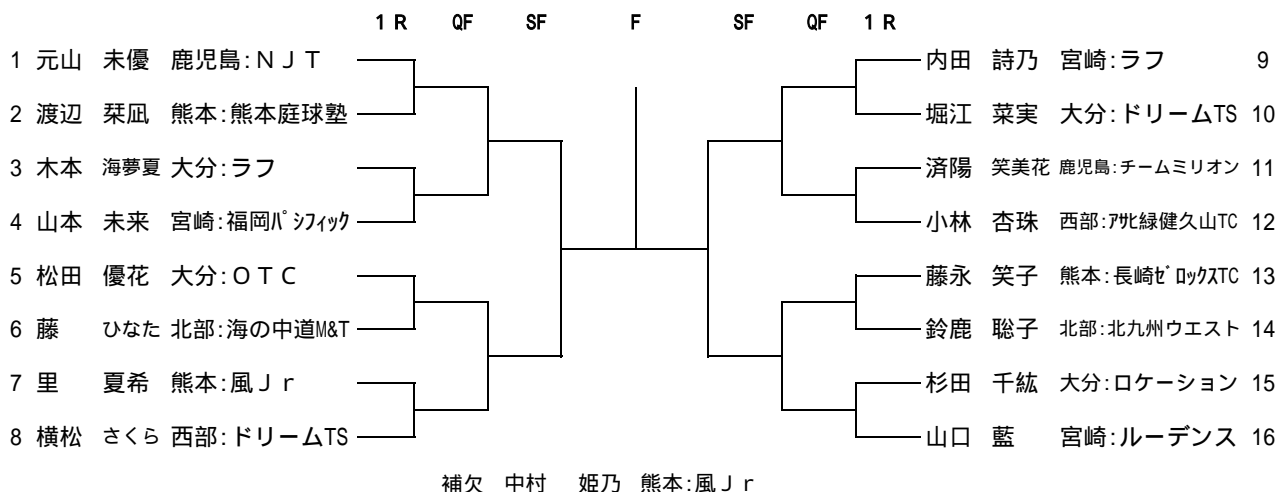 1 R QF SF F SF QF 1 R
1 元山 未優 鹿児島:ＮＪＴ
2 渡辺 栞凪 熊本:熊本庭球塾
3 木本 海夢夏 大分:ラフ
4 山本 未来 宮崎:福岡ﾊﾟｼﾌｨｯｸ
5 松田 優花 大分:ＯＴＣ
6 藤 ひなた 北部:海の中道M&T
7 里 夏希 熊本:風Ｊｒ
8 横松 さくら 西部:ドリームTS
内田 詩乃 宮崎:ラフ 9
堀江 菜実 大分:ドリームTS 10
済陽 笑美花 鹿児島:チームミリオン 11
小林 杏珠 西部:ｱｻﾋ緑健久山TC 12
藤永 笑子 熊本:長崎ｾﾞﾛｯｸｽTC 13
鈴鹿 聡子 北部:北九州ウエスト 14
杉田 千紘 大分:ロケーション 15
山口 藍 宮崎:ルーデンス 16
補欠 中村 姫乃 熊本:風Ｊｒ